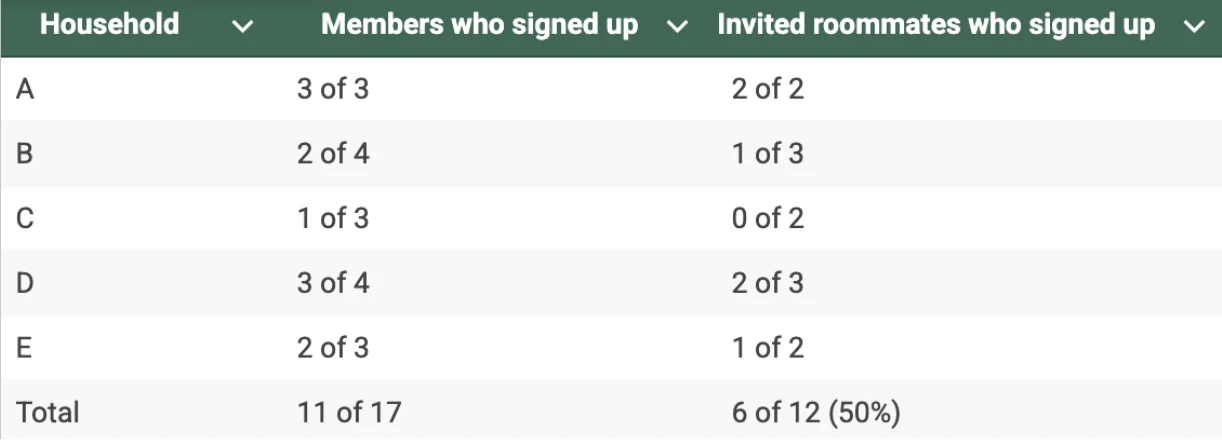 Household Members who signed up Invited roommates who signed up
A 3 of 3 2 of 2
B 2 of 4 1 of 3
C 1 of 3 0 of 2
D 3 of 4 2 of 3
E 2 of 3 1 of 2
Total 11 of 17 6 of 12 (50%)